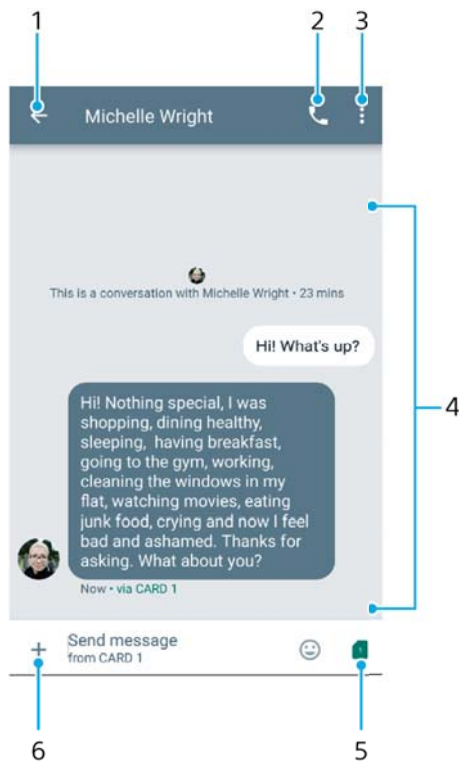 1 2 3
Michelle Wright
This is a conversation with Michelle Wright • 23 mins
Hi! What's up?
4
Hi! Nothing special, I was
shopping, dining healthy,
sleeping, having breakfast,
going to the gym, working,
cleaning the windows in my
flat, watching movies, eating
junk food, crying and now I feel
bad and ashamed. Thanks for
asking. What about you?
Now • via CARD 1
Send message
from CARD 1
1
6 5